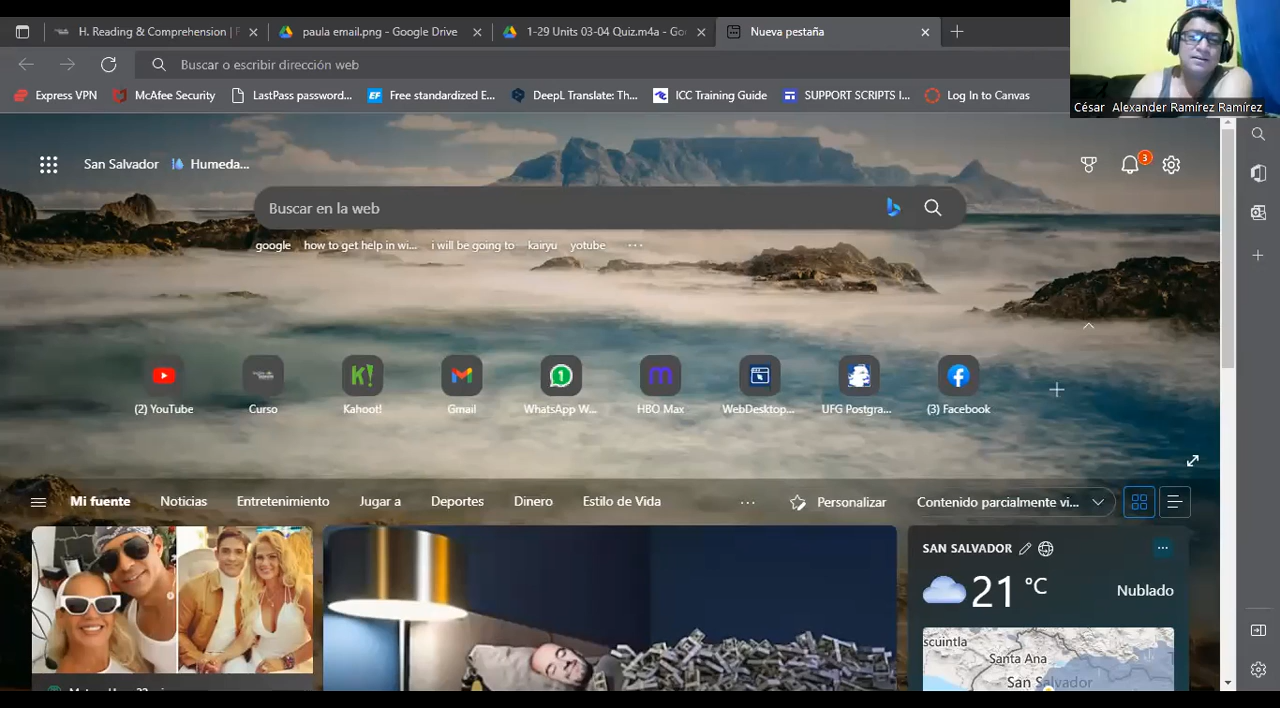 H. Reading & Comprehension | F
paula email.png - Google Drive
1-29 Units 03-04 Quiz.m4a - Go
Nueva pestaña
Buscar o escribir dirección web
Express VPN
McAfee Security
LastPass password...
Free standardized E...
DeepL Translate: Th...
ICC Training Guide
SUPPORT SCRIPTS I...
Log In to Canvas
César Alexander Ramírez Ramírez
San Salvador
Humeda...
3
Buscar en la web
google
how to get help in wi...
i will be going to
kairyu
yotube
(2) YouTube
Curso
Kahoot!
Gmail
WhatsApp W...
HBO Max
WebDesktop...
UFG Postgra...
(3) Facebook
Mi fuente
Noticias
Entretenimiento
Jugar a
Deportes
Dinero
Estilo de Vida
Personalizar
Contenido parcialmente vi...
SAN SALVADOR
21 °C
Nublado
scuintla
Santa Ana
San Salvador